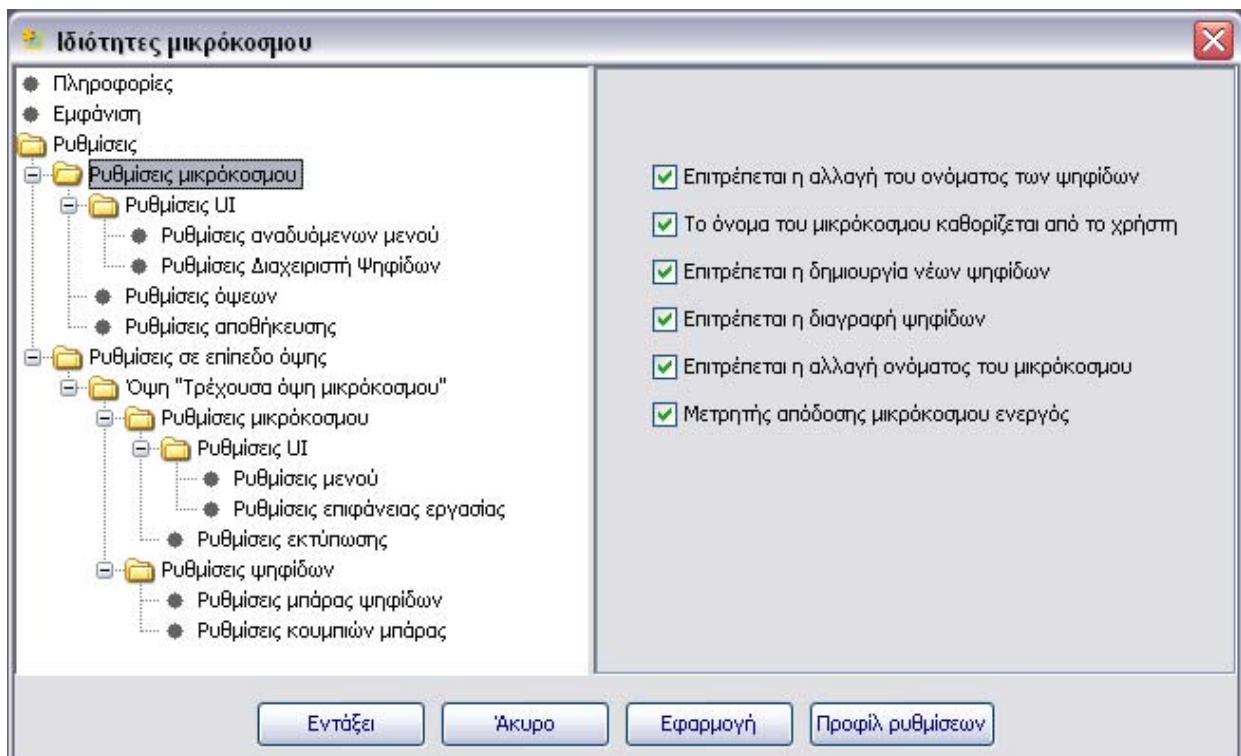 Ιδιότητες μικρόκοσμου
Πληροφορίες
Εμφάνιση
Ρυθμίσεις
Ρυθμίσεις μικρόκοσμου
Ρυθμίσεις UI
Ρυθμίσεις αναδυόμενων μενού
Ρυθμίσεις Διαχειριστή Ψηφίδων
Ρυθμίσεις όψεων
Ρυθμίσεις αποθήκευσης
Ρυθμίσεις σε επίπεδο όψης
Όψη "Τρέχουσα όψη μικρόκοσμου"
Ρυθμίσεις μικρόκοσμου
Ρυθμίσεις UI
Ρυθμίσεις μενού
Ρυθμίσεις επιφάνειας εργασίας
Ρυθμίσεις εκτύπωσης
Ρυθμίσεις ψηφίδων
Ρυθμίσεις μπάρας ψηφίδων
Ρυθμίσεις κουμπιών μπάρας
Επιτρέπεται η αλλαγή του ονόματος των ψηφίδων
Το όνομα του μικρόκοσμου καθορίζεται από το χρήστη
Επιτρέπεται η δημιουργία νέων ψηφίδων
Επιτρέπεται η διαγραφή ψηφίδων
Επιτρέπεται η αλλαγή ονόματος του μικρόκοσμου
Μετρητής απόδοσης μικρόκοσμου ενεργός
Εντάξει
Άκυρο
Εφαρμογή
Προφίλ ρυθμίσεων